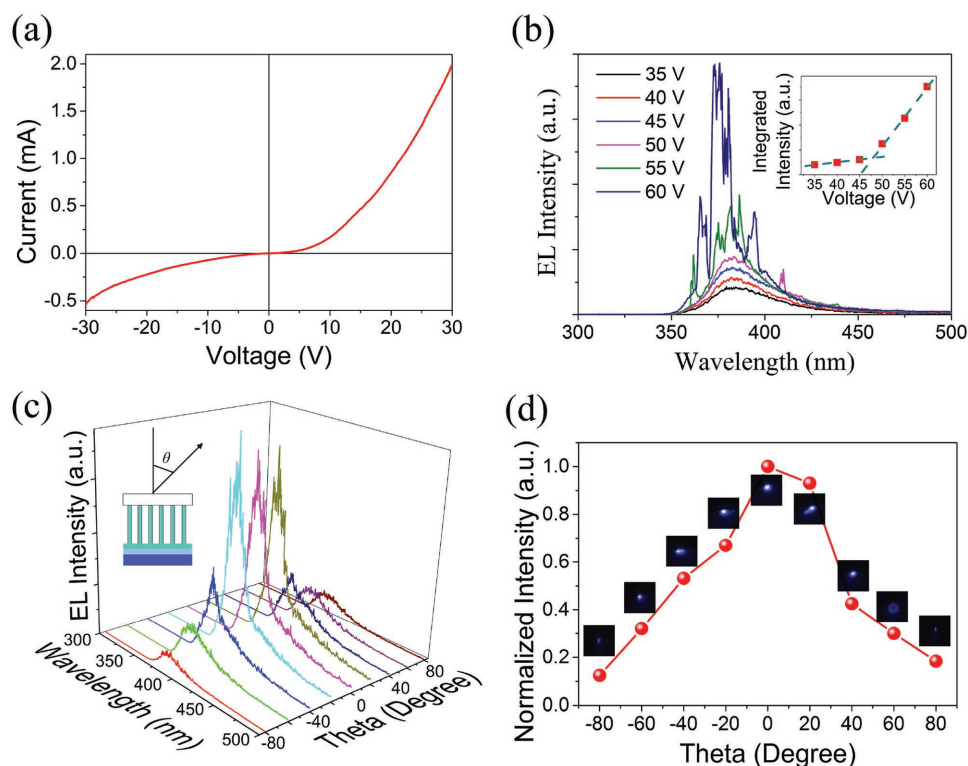 (a)
2.0
1.5
1.0
0.5
0.0
-0.5
Current (mA)
-30 -20 -10 0 10 20 30
Voltage (V)
(b)
EL Intensity (a.u.)
35 V
40 V
45 V
50 V
55 V
60 V
Integrated
Intensity (a.u.)
35 40 45 50 55 60
Voltage (V)
300 350 400 450 500
Wavelength (nm)
(c)
EL Intensity (a.u.)
θ
300
350
400
450
500
Wavelength (nm)
-80
-40
0
40
80
Theta (Degree)
(d)
Normalized Intensity (a.u.)
1.0
0.8
0.6
0.4
0.2
0.0
-80 -60 -40 -20 0 20 40 60 80
Theta (Degree)